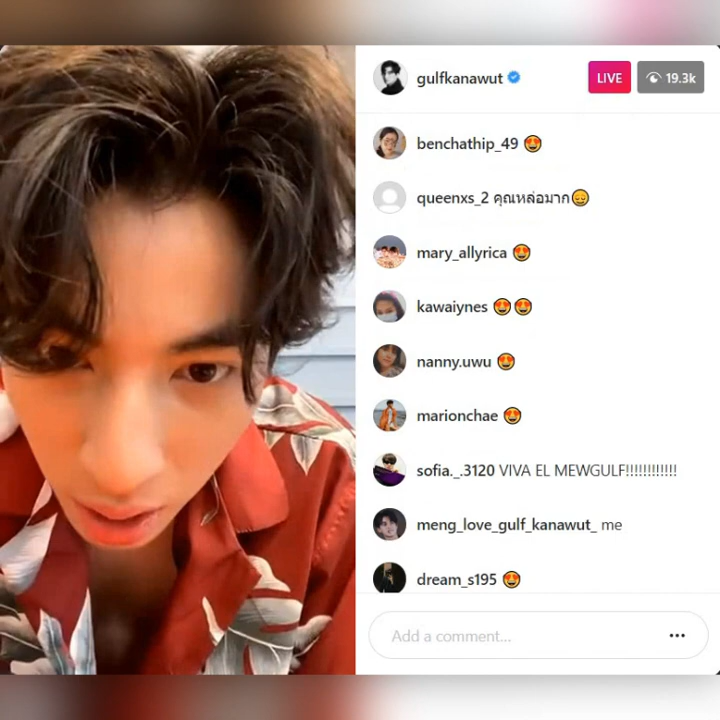 gulfkanawut
LIVE 19.3k
benchathip_49 😍
queenxs_2 คุณหล่อมาก😔
mary_allyrica 😍
kawaiynes 😍😍
nanny.uwu 😍
marionchae 😍
sofia._.3120 VIVA EL MEWGULF!!!!!!!!!!!!
meng_love_gulf_kanawut_ me
dream_s195 😍
Add a comment...